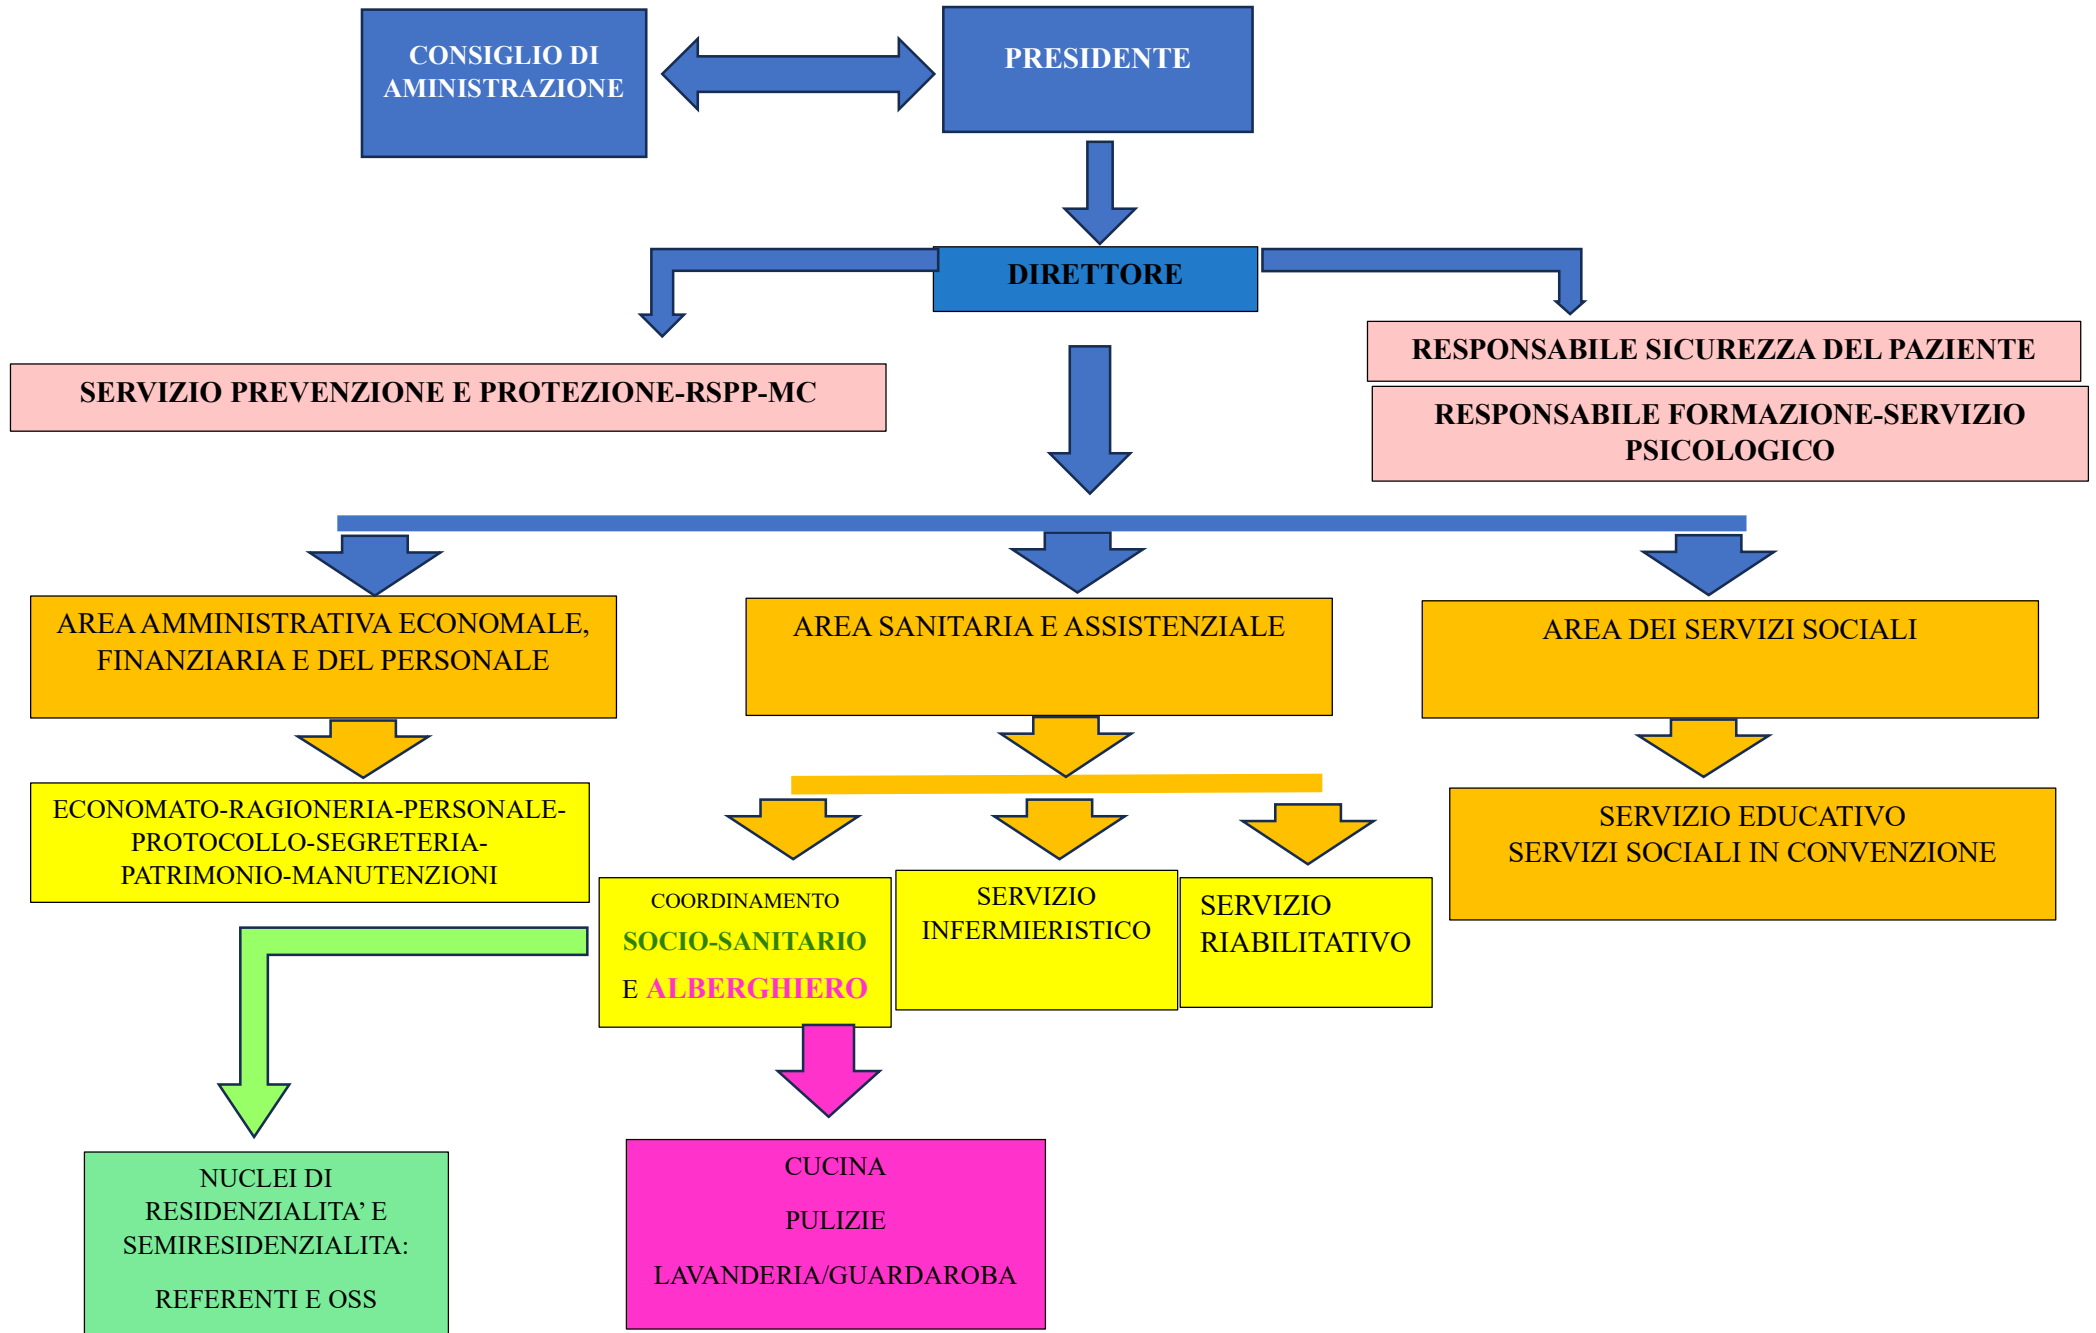 CONSIGLIO DI
AMINISTRAZIONE
PRESIDENTE
DIRETTORE
SERVIZIO PREVENZIONE E PROTEZIONE-RSPP-MC
RESPONSABILE SICUREZZA DEL PAZIENTE
RESPONSABILE FORMAZIONE-SERVIZIO
PSICOLOGICO
AREA AMMINISTRATIVA ECONOMALE,
FINANZIARIA E DEL PERSONALE
AREA SANITARIA E ASSISTENZIALE
AREA DEI SERVIZI SOCIALI
ECONOMATO-RAGIONERIA-PERSONALE-
PROTOCOLLO-SEGRETERIA-
PATRIMONIO-MANUTENZIONI
COORDINAMENTO
SOCIO-SANITARIO
E ALBERGHIERO
SERVIZIO
INFERMIERISTICO
SERVIZIO
RIABILITATIVO
SERVIZIO EDUCATIVO
SERVIZI SOCIALI IN CONVENZIONE
NUCLEI DI
RESIDENZIALITA’ E
SEMIRESIDENZIALITA:
REFERENTI E OSS
CUCINA
PULIZIE
LAVANDERIA/GUARDAROBA